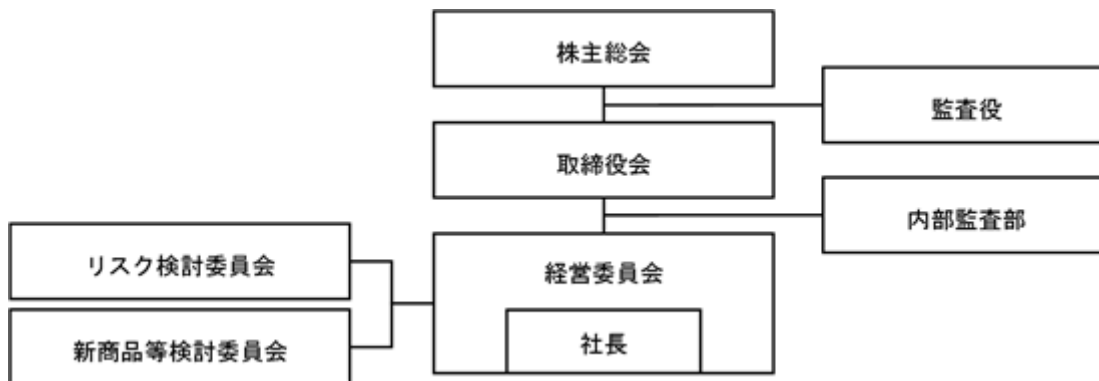 株主総会
監査役
取締役会
内部監査部
リスク検討委員会
経営委員会
新商品等検討委員会
社長